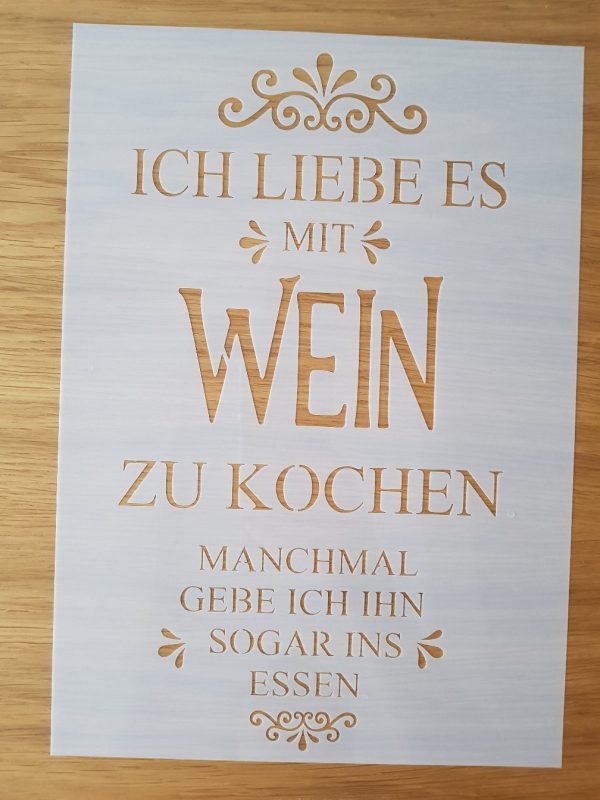 ICH LIEBE ES
MIT
WEIN
ZU KOCHEN
MANCHMAL
GEBE ICH IHN
SOGAR INS
ESSEN